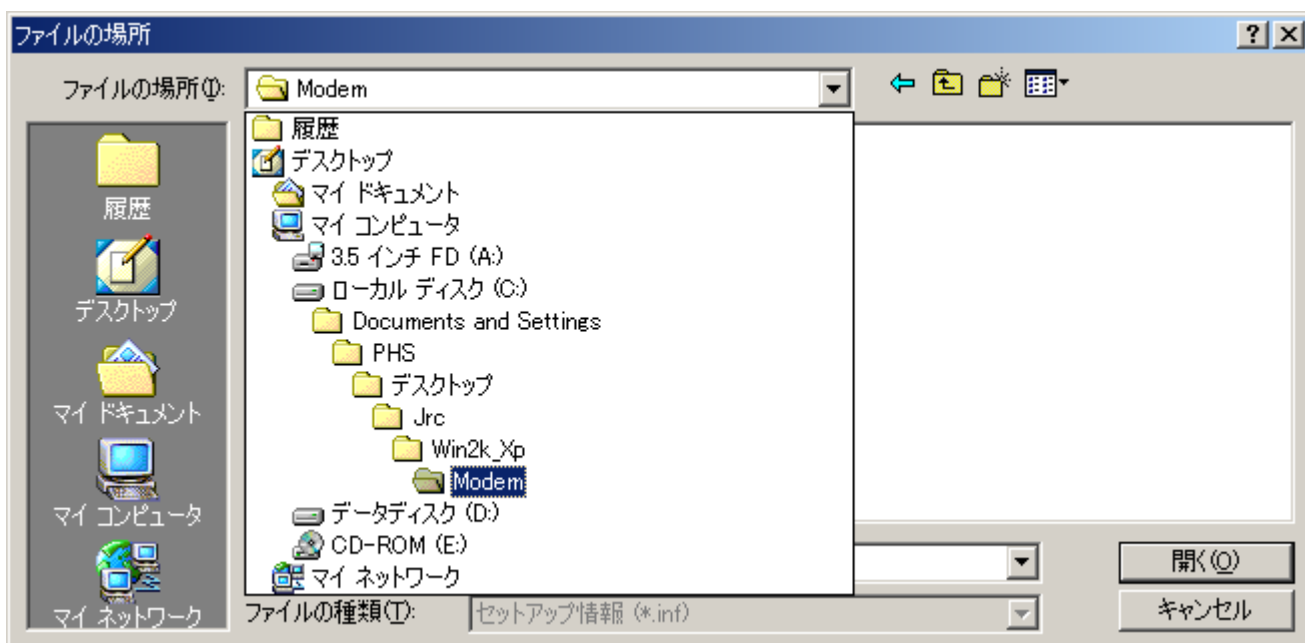 ファイルの場所
ファイルの場所(I):
Modem
履歴
デスクトップ
マイ ドキュメント
マイ コンピュータ
マイ ネットワーク
履歴
デスクトップ
マイ ドキュメント
マイ コンピュータ
3.5 インチ FD (A:)
ローカル ディスク (C:)
Documents and Settings
PHS
デスクトップ
Jrc
Win2k_Xp
Modem
データディスク (D:)
CD-ROM (E:)
マイ ネットワーク
開く(O)
ファイルの種類(T):
セットアップ情報 (*.inf)
キャンセル